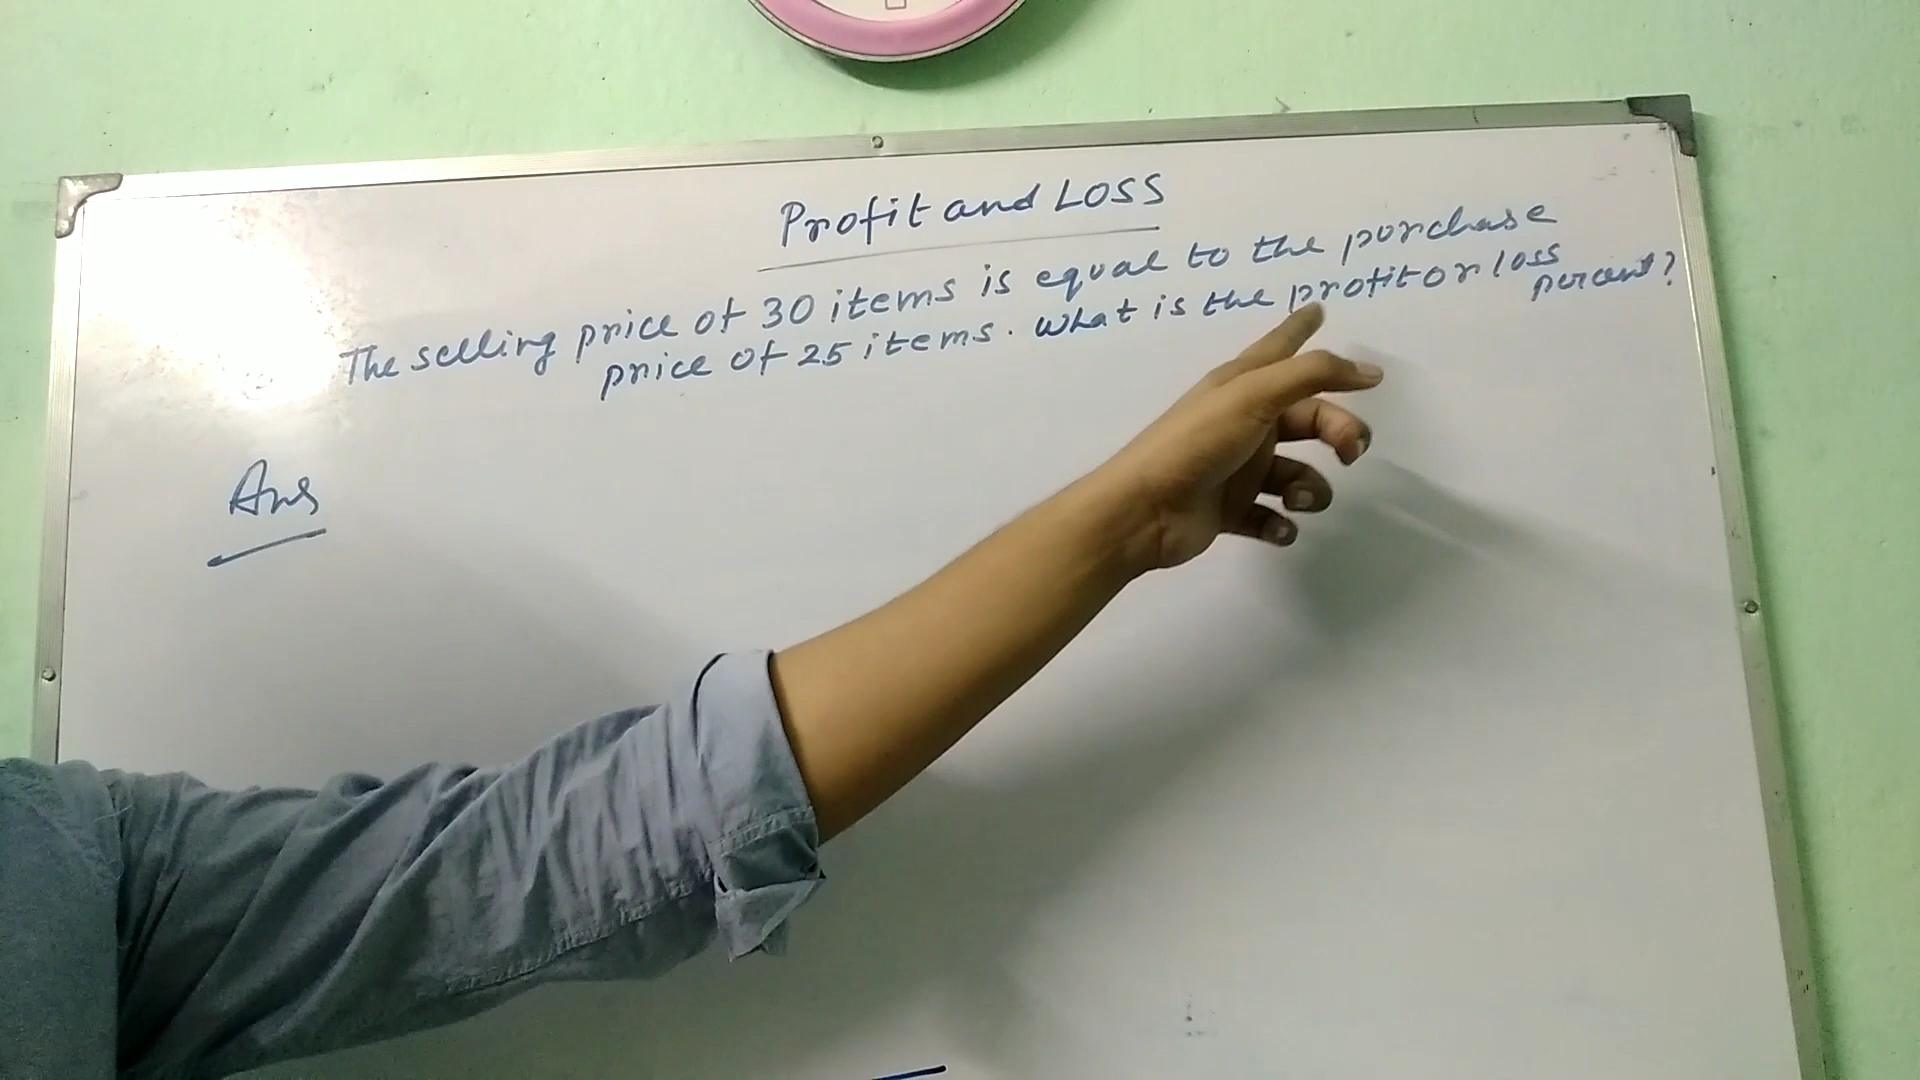 Profit and Loss
The selling price of 30 items is equal to the purchase
price of 25 items. What is the profit or loss
percent?
Ans